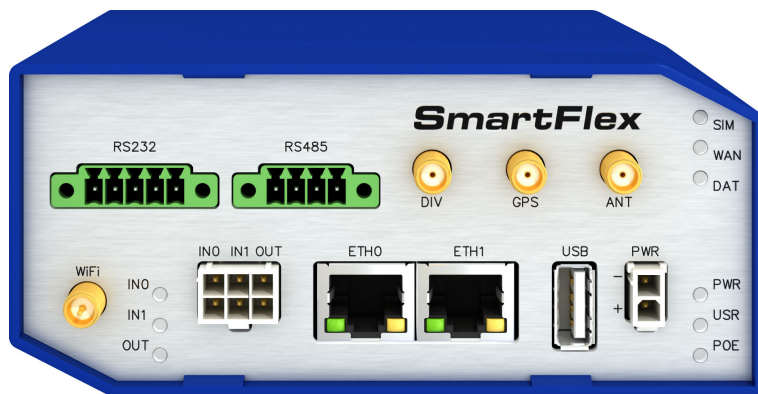 SmartFlex
SIM
WAN
DAT
RS232
RS485
DIV
GPS
ANT
WiFi
IN0
IN1
OUT
IN0 IN1 OUT
ETH0
ETH1
USB
PWR
-
+
PWR
USR
POE